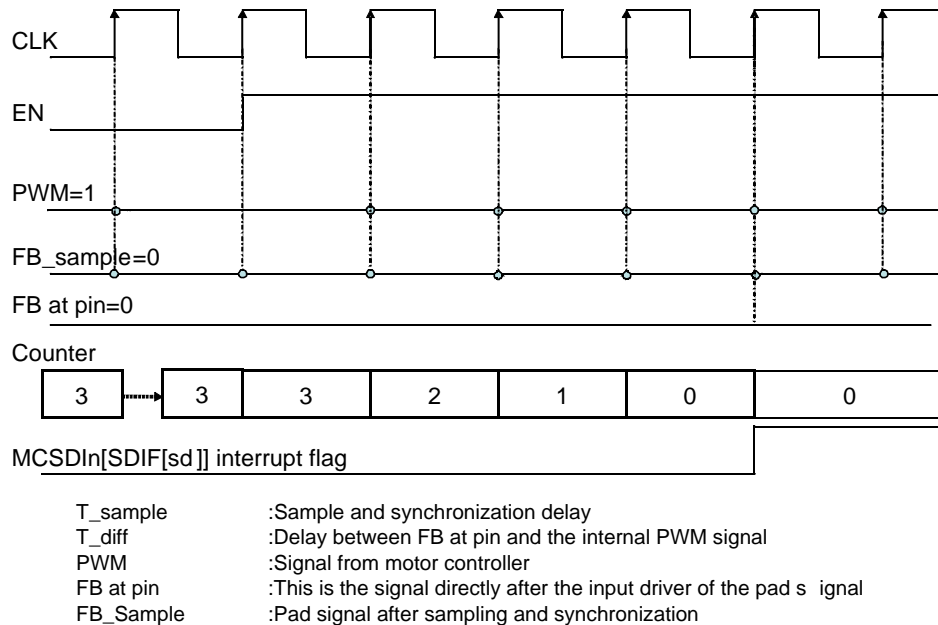 CLK
EN
PWM=1
FB_sample=0
FB at pin=0
Counter
3 3 3 2 1 0 0
MCSDIn[SDIF[sd]] interrupt flag
T_sample :Sample and synchronization delay
T_diff :Delay between FB at pin and the internal PWM signal
PWM :Signal from motor controller
FB at pin :This is the signal directly after the input driver of the pad s ignal
FB_Sample :Pad signal after sampling and synchronization